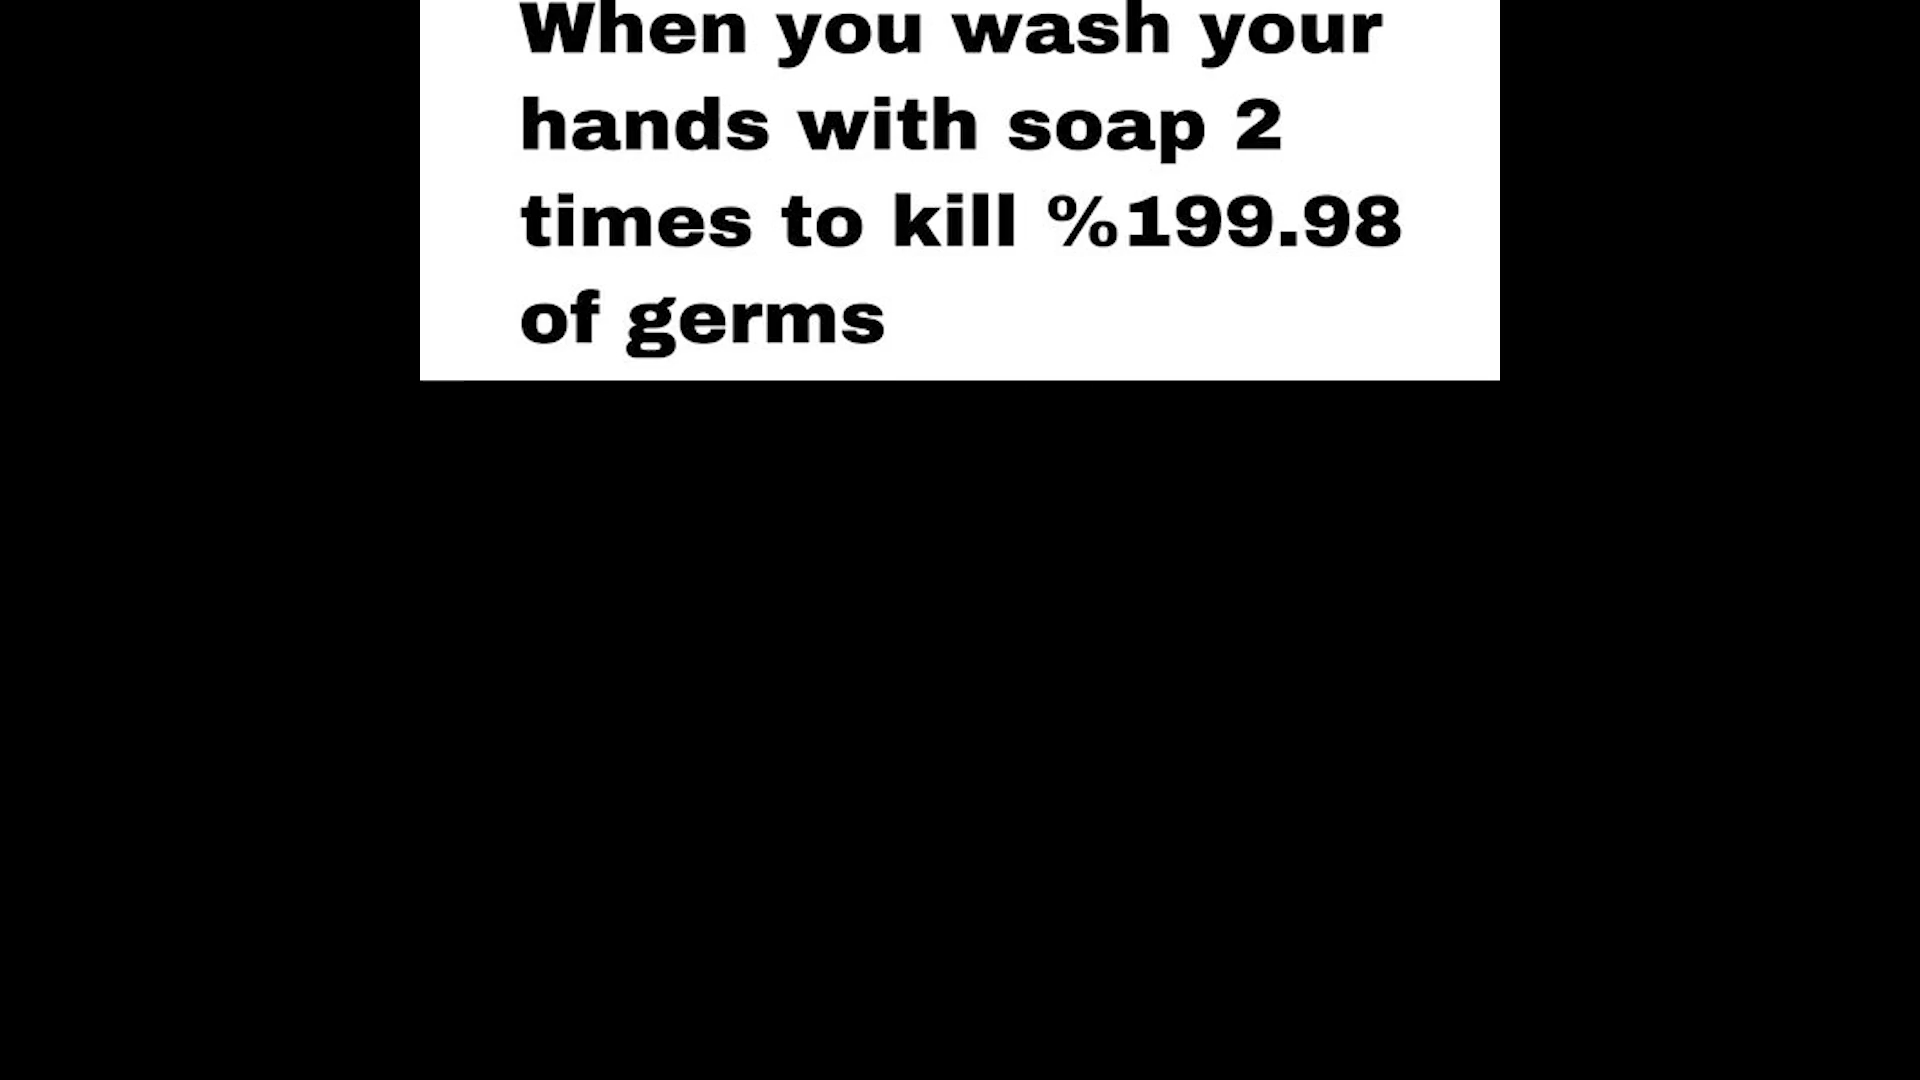 When you wash your
hands with soap 2
times to kill %199.98
of germs